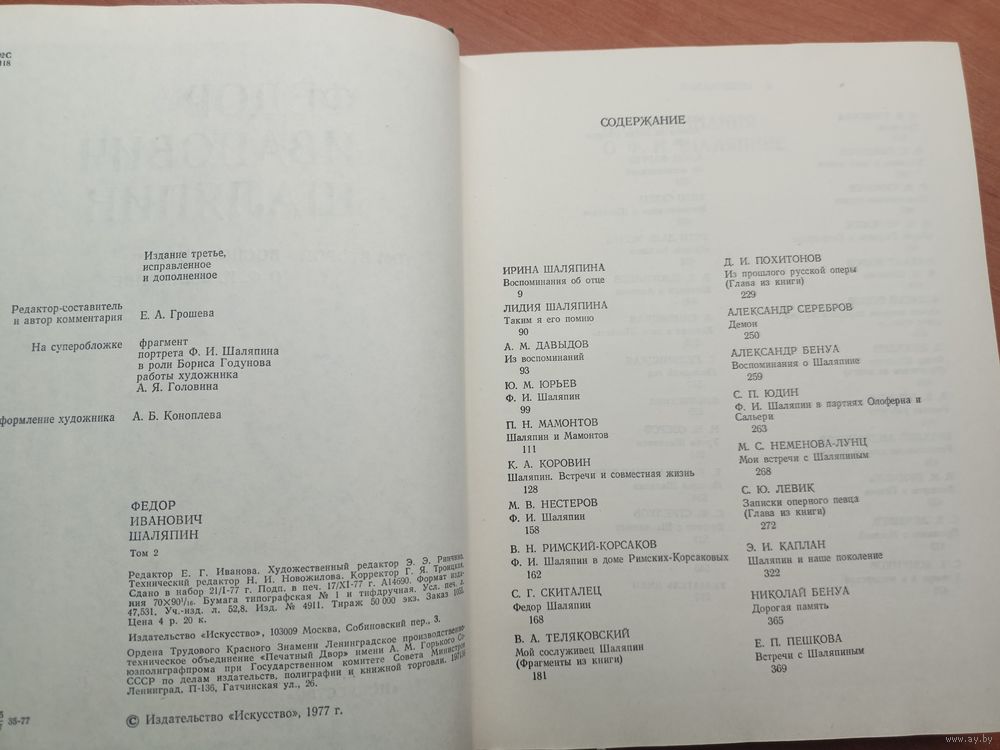 92С
Издание третье,
исправленное
и дополненное
Редактор-составитель
и автор комментария
Е. А. Грошева
На суперобложке
фрагмент
портрета Ф. И. Шаляпина
в роли Бориса Годунова
работы художника
А. Я. Головина
формление художника
А. Б. Коноплева
ФЕДОР
ИВАНОВИЧ
ШАЛЯПИН
Том 2
Редактор Е. Г. Иванова. Художественный редактор Э. Э. Ринчино.
Технический редактор Н. И. Новожилова. Корректор Г. Я. Троицкая.
Сдано в набор 21/I-77 г. Подп. в печ. 17/XI-77 г. А14690. Формат изда-
ния 70×90¹/₁₆. Бумага типографская № 1 и тифдручная. Усл. печ. л.
47,531. Уч.-изд. л. 52,8. Изд. № 4911. Тираж 50 000 экз. Заказ
Цена 4 р. 20 к.
Издательство «Искусство», 103009 Москва, Собиновский пер., 3.
Ордена Трудового Красного Знамени Ленинградское производственно-
техническое объединение «Печатный Двор» имени А. М. Горького Со-
юзполиграфпрома при Государственном комитете Совета Министров
СССР по делам издательств, полиграфии и книжной торговли. 197136
Ленинград, П-136, Гатчинская ул., 26.
35-77
© Издательство «Искусство», 1977 г.
СОДЕРЖАНИЕ
ИРИНА ШАЛЯПИНА
Воспоминания об отце
9
ЛИДИЯ ШАЛЯПИНА
Таким я его помню
90
А. М. ДАВЫДОВ
Из воспоминаний
93
Ю. М. ЮРЬЕВ
Ф. И. Шаляпин
99
П. Н. МАМОНТОВ
Шаляпин и Мамонтов
111
К. А. КОРОВИН
Шаляпин. Встречи и совместная жизнь
128
М. В. НЕСТЕРОВ
Ф. И. Шаляпин
158
В. Н. РИМСКИЙ-КОРСАКОВ
Ф. И. Шаляпин в доме Римских-Корсаковых
162
С. Г. СКИТАЛЕЦ
Федор Шаляпин
168
В. А. ТЕЛЯКОВСКИЙ
Мой сослуживец Шаляпин
(Фрагменты из книги)
181
Д. И. ПОХИТОНОВ
Из прошлого русской оперы
(Глава из книги)
229
АЛЕКСАНДР СЕРЕБРОВ
Демон
250
АЛЕКСАНДР БЕНУА
Воспоминания о Шаляпине
259
С. П. ЮДИН
Ф. И. Шаляпин в партиях Олоферна и
Сальери
263
М. С. НЕМЕНОВА-ЛУНЦ
Мои встречи с Шаляпиным
268
С. Ю. ЛЕВИК
Записки оперного певца
(Глава из книги)
272
Э. И. КАПЛАН
Шаляпин и наше поколение
322
НИКОЛАЙ БЕНУА
Дорогая память
365
Е. П. ПЕШКОВА
Встречи с Шаляпиным
369
www.ay.by